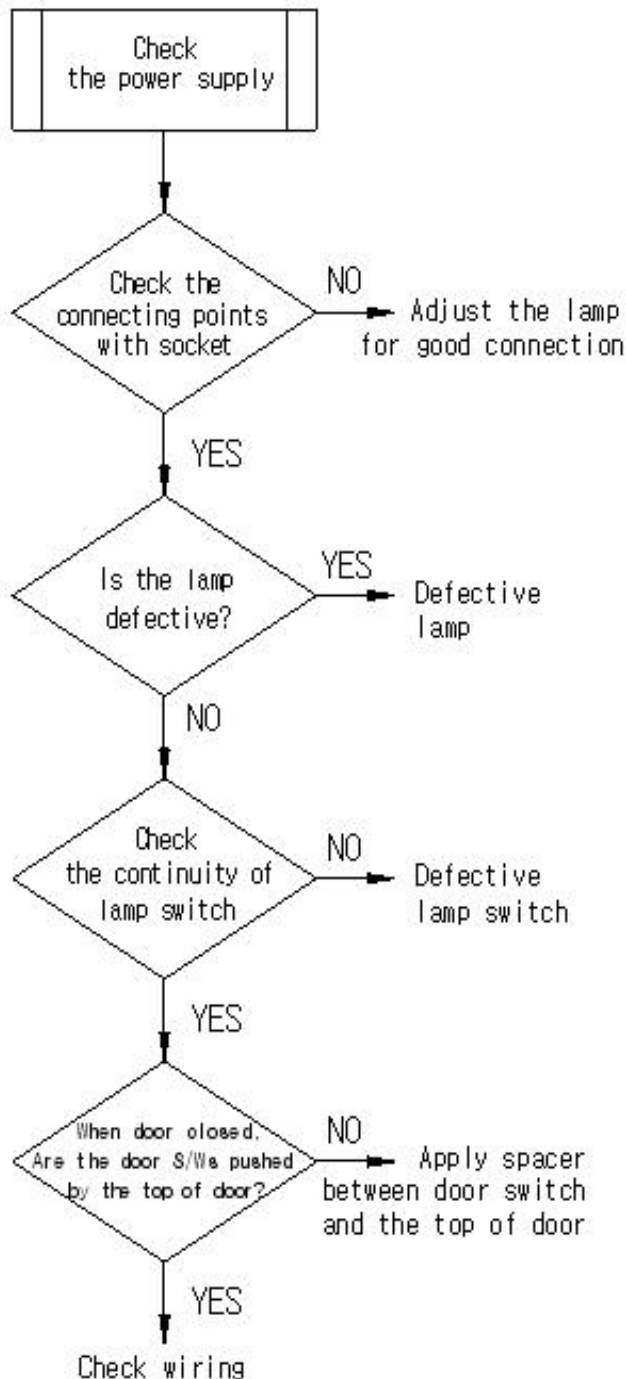 Check
the power supply
Check the
connecting points
with socket
NO
Adjust the lamp
for good connection
YES
Is the lamp
defective?
YES
Defective
lamp
NO
Check
the continuity of
lamp switch
NO
Defective
lamp switch
YES
When door closed,
Are the door S/Ws pushed
by the top of door?
NO
Apply spacer
between door switch
and the top of door
YES
Check wiring